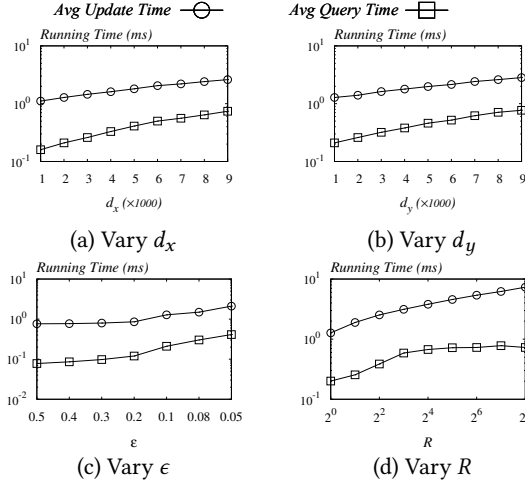 Avg Update Time Avg Query Time
Running Time (ms) Running Time (ms)
10^1 10^1
10^0 10^0
10^-1 10^-1
1 2 3 4 5 6 7 8 9 1 2 3 4 5 6 7 8 9
d_x (×1000) d_y (×1000)
(a) Vary d_x (b) Vary d_y
Running Time (ms) Running Time (ms)
10^1 10^1
10^0 10^0
10^-1
10^-2 10^-1
0.5 0.4 0.3 0.2 0.1 0.08 0.05 2^0 2^2 2^4 2^6 2
ε R
(c) Vary ϵ (d) Vary R